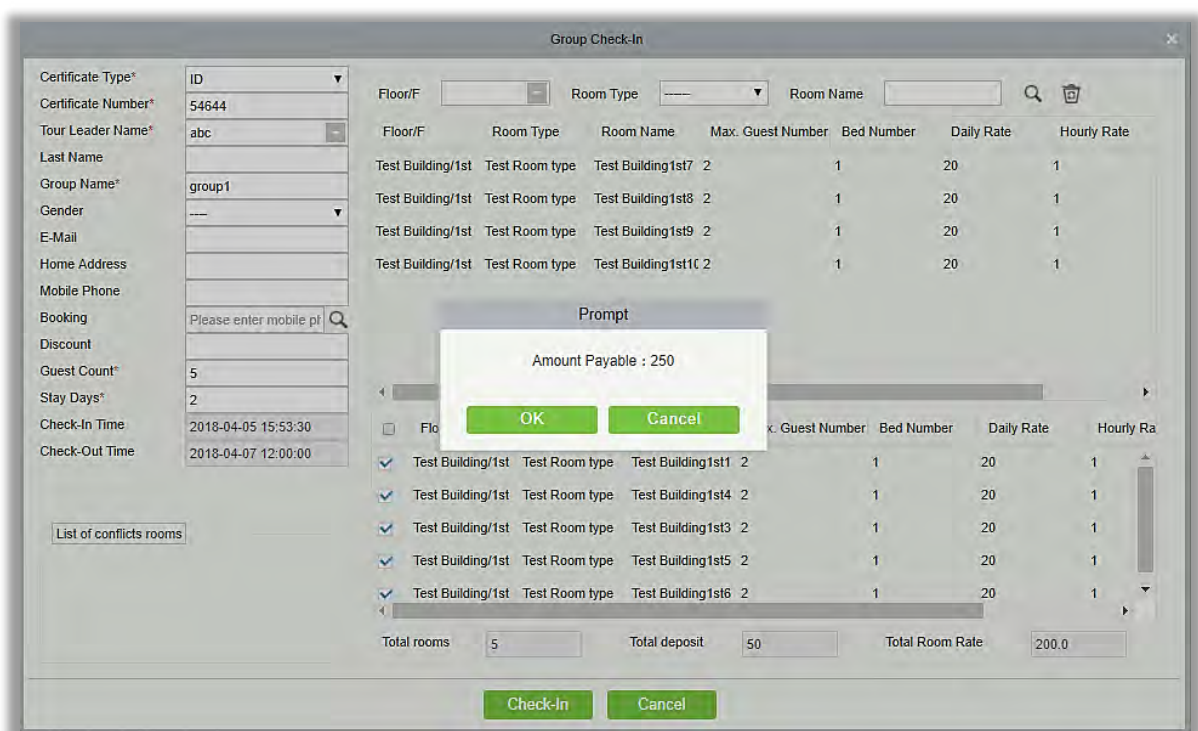 Group Check-In
Certificate Type* ID
Certificate Number* 54644
Tour Leader Name* abc
Last Name
Group Name* group1
Gender ----
E-Mail
Home Address
Mobile Phone
Booking Please enter mobile ph
Discount
Guest Count* 5
Stay Days* 2
Check-In Time 2018-04-05 15:53:30
Check-Out Time 2018-04-07 12:00:00
List of conflicts rooms
Floor/F Room Type ------ Room Name
Floor/F Room Type Room Name Max. Guest Number Bed Number Daily Rate Hourly Rate
Test Building/1st Test Room type Test Building1st7 2 1 20 1
Test Building/1st Test Room type Test Building1st8 2 1 20 1
Test Building/1st Test Room type Test Building1st9 2 1 20 1
Test Building/1st Test Room type Test Building1st10 2 1 20 1
Prompt
Amount Payable : 250
OK Cancel
Flo x. Guest Number Bed Number Daily Rate Hourly Ra
Test Building/1st Test Room type Test Building1st1 2 1 20 1
Test Building/1st Test Room type Test Building1st4 2 1 20 1
Test Building/1st Test Room type Test Building1st3 2 1 20 1
Test Building/1st Test Room type Test Building1st5 2 1 20 1
Test Building/1st Test Room type Test Building1st6 2 1 20 1
Total rooms 5 Total deposit 50 Total Room Rate 200.0
Check-In Cancel